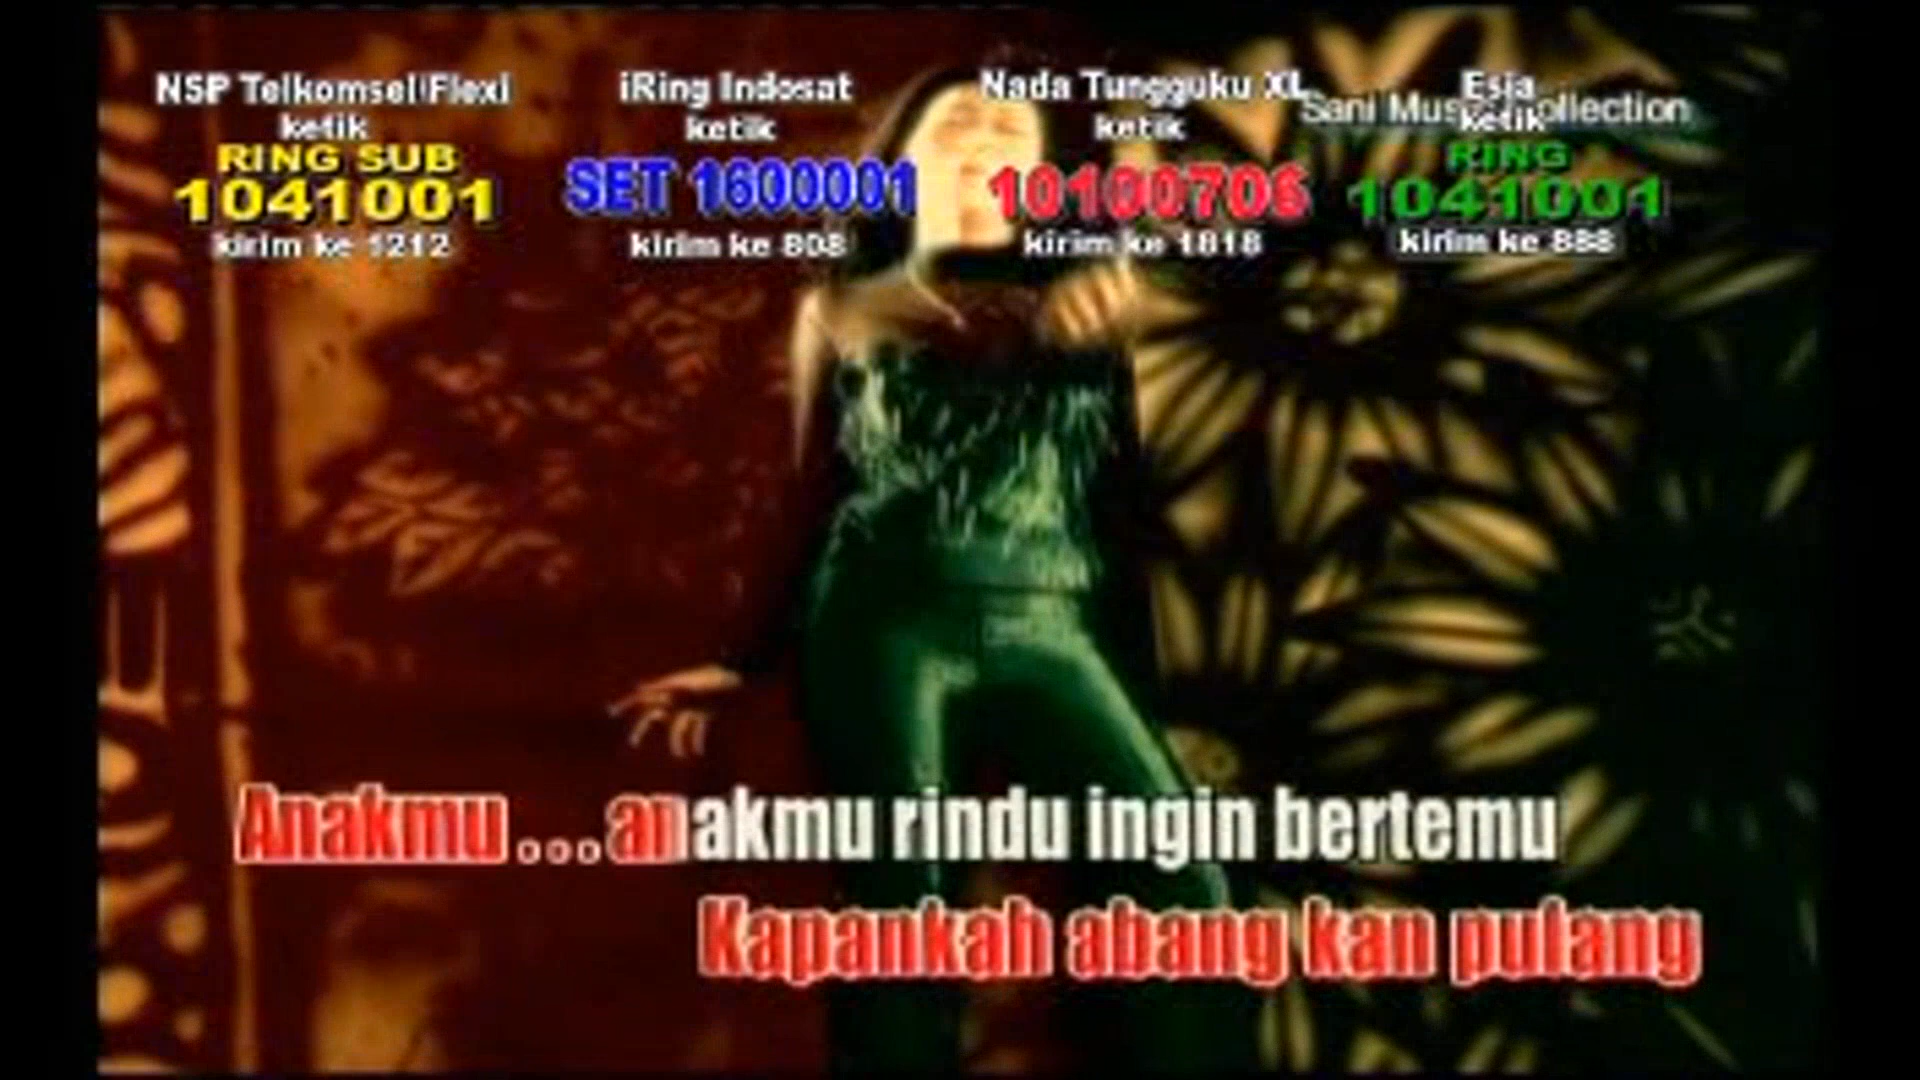 NSP Telkomsel/Flexi
ketik
RING SUB
1041001
kirim ke 1212
iRing Indosat
ketik
SET 1600001
kirim ke 808
Nada Tungguku XL
ketik
10100706
kirim ke 1818
Esia
ketik
RING
1041001
kirim ke 888
Sani Music Collection
Anakmu...anakmu rindu ingin bertemu
Kapankah abang kan pulang